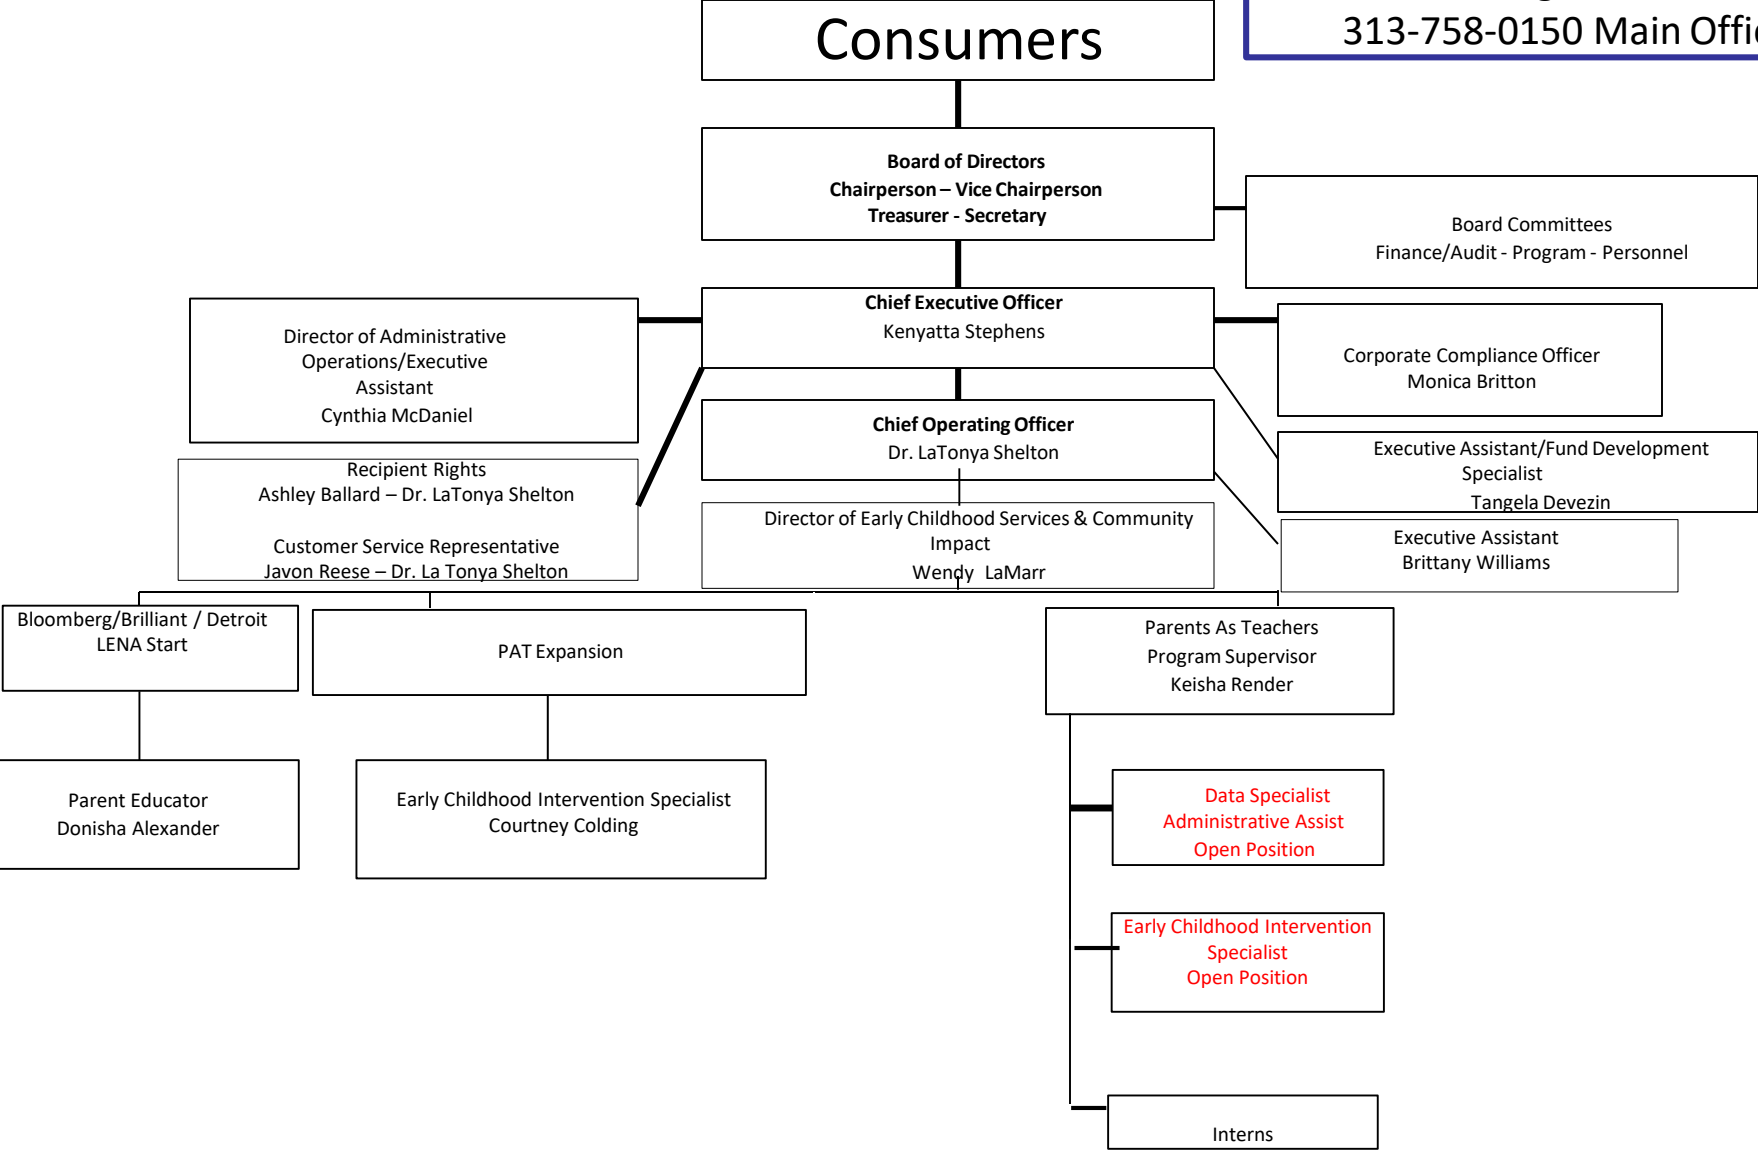 Consumers
313-758-0150 Main
Board of Directors
Chairperson – Vice Chairperson
Treasurer - Secretary
Board Committees
Finance/Audit - Program - Personnel
Chief Executive Officer
Kenyatta Stephens
Director of Administrative
Operations/Executive
Assistant
Cynthia McDaniel
Corporate Compliance Officer
Monica Britton
Chief Operating Officer
Dr. LaTonya Shelton
Executive Assistant/Fund Development
Specialist
Tangela Devezin
Recipient Rights
Ashley Ballard – Dr. LaTonya Shelton
Customer Service Representative
Javon Reese – Dr. La Tonya Shelton
Director of Early Childhood Services & Community
Impact
Wendy LaMarr
Executive Assistant
Brittany Williams
Bloomberg/Brilliant / Detroit
LENA Start
PAT Expansion
Parents As Teachers
Program Supervisor
Keisha Render
Parent Educator
Donisha Alexander
Early Childhood Intervention Specialist
Courtney Colding
Data Specialist
Administrative Assist
Open Position
Early Childhood Intervention
Specialist
Open Position
Interns